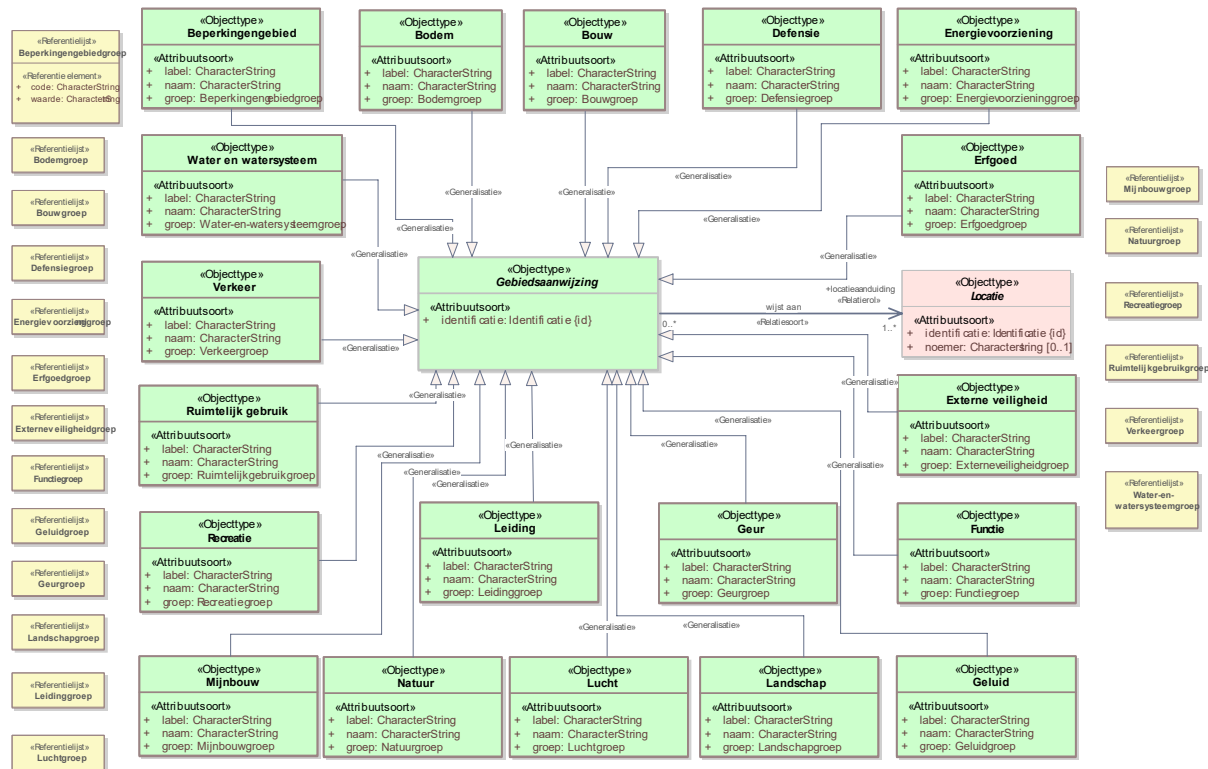 «Referentielijst»
Beperkingengebiedgroep
«Referentie element»
+ code: CharacterString
+ waarde: CharacterString
«Referentielijst»
Bodemgroep
«Referentielijst»
Bouwgroep
«Referentielijst»
Defensiegroep
«Referentielijst»
Energievoorzieninggroep
«Referentielijst»
Erfgoedgroep
«Referentielijst»
Externeveiligheidgroep
«Referentielijst»
Functiegroep
«Referentielijst»
Geluidgroep
«Referentielijst»
Geurgroep
«Referentielijst»
Landschapgroep
«Referentielijst»
Leidinggroep
«Referentielijst»
Luchtgroep
«Objecttype»
Beperkingengebied
«Attribuutsoort»
+ label: CharacterString
+ naam: CharacterString
+ groep: Beperkingengebiedgroep
«Objecttype»
Bodem
«Attribuutsoort»
+ label: CharacterString
+ naam: CharacterString
+ groep: Bodemgroep
«Objecttype»
Bouw
«Attribuutsoort»
+ label: CharacterString
+ naam: CharacterString
+ groep: Bouwgroep
«Objecttype»
Defensie
«Attribuutsoort»
+ label: CharacterString
+ naam: CharacterString
+ groep: Defensiegroep
«Objecttype»
Energievoorziening
«Attribuutsoort»
+ label: CharacterString
+ naam: CharacterString
+ groep: Energievoorzieninggroep
«Objecttype»
Water en watersysteem
«Attribuutsoort»
+ label: CharacterString
+ naam: CharacterString
+ groep: Water-en-watersysteemgroep
«Generalisatie»
«Generalisatie»
«Generalisatie»
«Generalisatie»
«Generalisatie»
«Generalisatie»
«Objecttype»
Erfgoed
«Attribuutsoort»
+ label: CharacterString
+ naam: CharacterString
+ groep: Erfgoedgroep
«Generalisatie»
«Objecttype»
Verkeer
«Attribuutsoort»
+ label: CharacterString
+ naam: CharacterString
+ groep: Verkeergroep
«Generalisatie»
«Objecttype»
Gebiedsaanwijzing
«Attribuutsoort»
+ identificatie: Identificatie {id}
+locatieaanduiding
«Relatierol»
wijst aan
0..*
«Relatiesoort»
1..*
«Objecttype»
Locatie
«Attribuutsoort»
+ identificatie: Identificatie {id}
+ noemer: CharacterString [0..1]
«Objecttype»
Ruimtelijk gebruik
«Attribuutsoort»
+ label: CharacterString
+ naam: CharacterString
+ groep: Ruimtelijkgebruikgroep
«Generalisatie»
«Generalisatie»
«Generalisatie»
«Generalisatie»
«Generalisatie»
«Generalisatie»
«Generalisatie»
«Generalisatie»
«Generalisatie»
«Objecttype»
Externe veiligheid
«Attribuutsoort»
+ label: CharacterString
+ naam: CharacterString
+ groep: Externeveiligheidgroep
«Objecttype»
Recreatie
«Attribuutsoort»
+ label: CharacterString
+ naam: CharacterString
+ groep: Recreatiegroep
«Objecttype»
Leiding
«Attribuutsoort»
+ label: CharacterString
+ naam: CharacterString
+ groep: Leidinggroep
«Objecttype»
Geur
«Attribuutsoort»
+ label: CharacterString
+ naam: CharacterString
+ groep: Geurgroep
«Objecttype»
Functie
«Attribuutsoort»
+ label: CharacterString
+ naam: CharacterString
+ groep: Functiegroep
«Generalisatie»
«Generalisatie»
«Objecttype»
Mijnbouw
«Attribuutsoort»
+ label: CharacterString
+ naam: CharacterString
+ groep: Mijnbouwgroep
«Objecttype»
Natuur
«Attribuutsoort»
+ label: CharacterString
+ naam: CharacterString
+ groep: Natuurgroep
«Objecttype»
Lucht
«Attribuutsoort»
+ label: CharacterString
+ naam: CharacterString
+ groep: Luchtgroep
«Objecttype»
Landschap
«Attribuutsoort»
+ label: CharacterString
+ naam: CharacterString
+ groep: Landschapgroep
«Objecttype»
Geluid
«Attribuutsoort»
+ label: CharacterString
+ naam: CharacterString
+ groep: Geluidgroep
«Referentielijst»
Mijnbouwgroep
«Referentielijst»
Natuurgroep
«Referentielijst»
Recreatiegroep
«Referentielijst»
Ruimtelijkgebruikgroep
«Referentielijst»
Verkeergroep
«Referentielijst»
Water-en-
watersysteemgroep